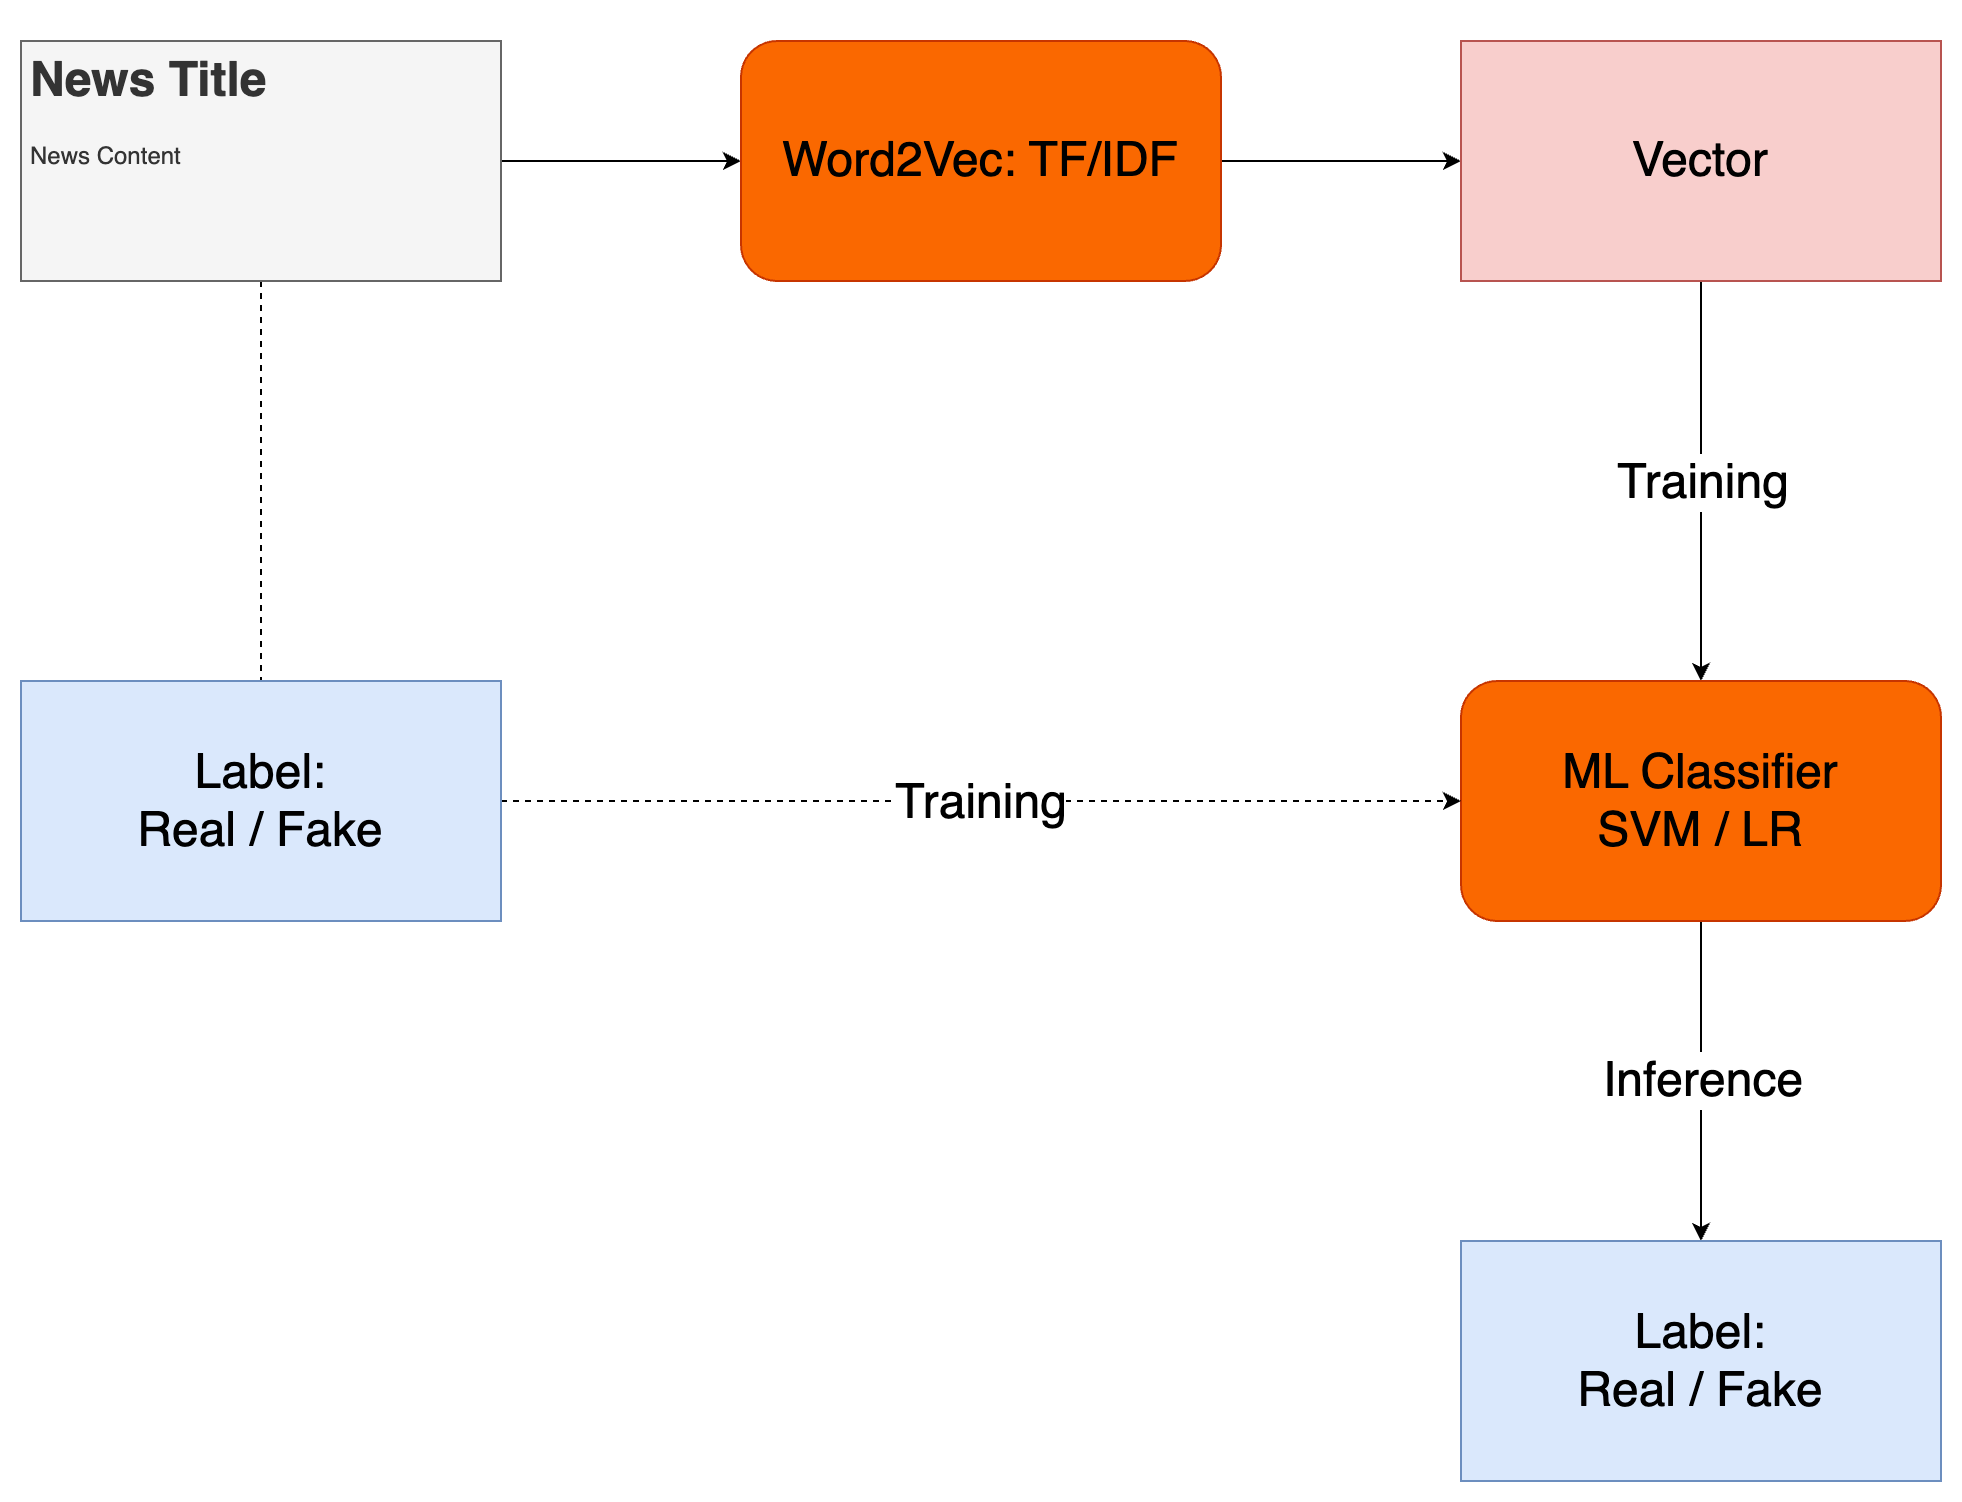 News Title
News Content
Word2Vec: TF/IDF
Vector
Training
Label:
Real / Fake
Training
ML Classifier
SVM / LR
Inference
Label:
Real / Fake